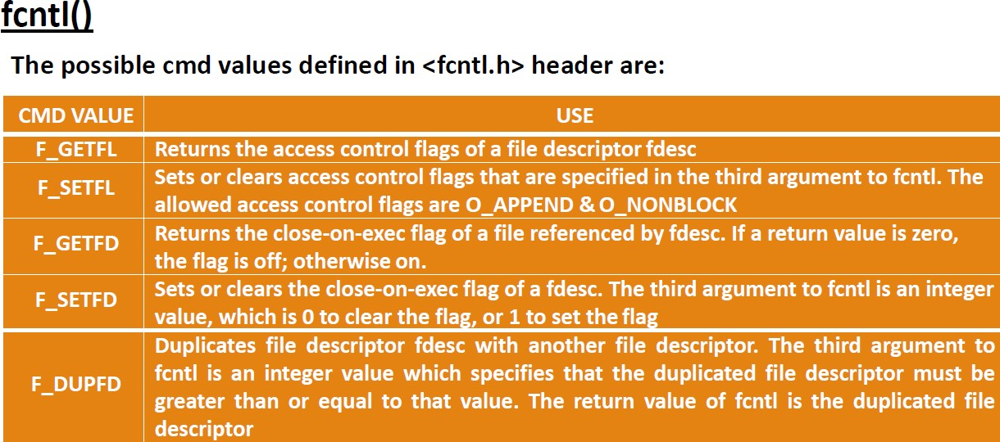 fcntl()
The possible cmd values defined in <fcntl.h> header are:
CMD VALUE USE
F_GETFL Returns the access control flags of a file descriptor fdesc
F_SETFL Sets or clears access control flags that are specified in the third argument to fcntl. The
allowed access control flags are O_APPEND & O_NONBLOCK
F_GETFD Returns the close-on-exec flag of a file referenced by fdesc. If a return value is zero,
the flag is off; otherwise on.
F_SETFD Sets or clears the close-on-exec flag of a fdesc. The third argument to fcntl is an integer
value, which is 0 to clear the flag, or 1 to set the flag
F_DUPFD Duplicates file descriptor fdesc with another file descriptor. The third argument to
fcntl is an integer value which specifies that the duplicated file descriptor must be
greater than or equal to that value. The return value of fcntl is the duplicated file
descriptor